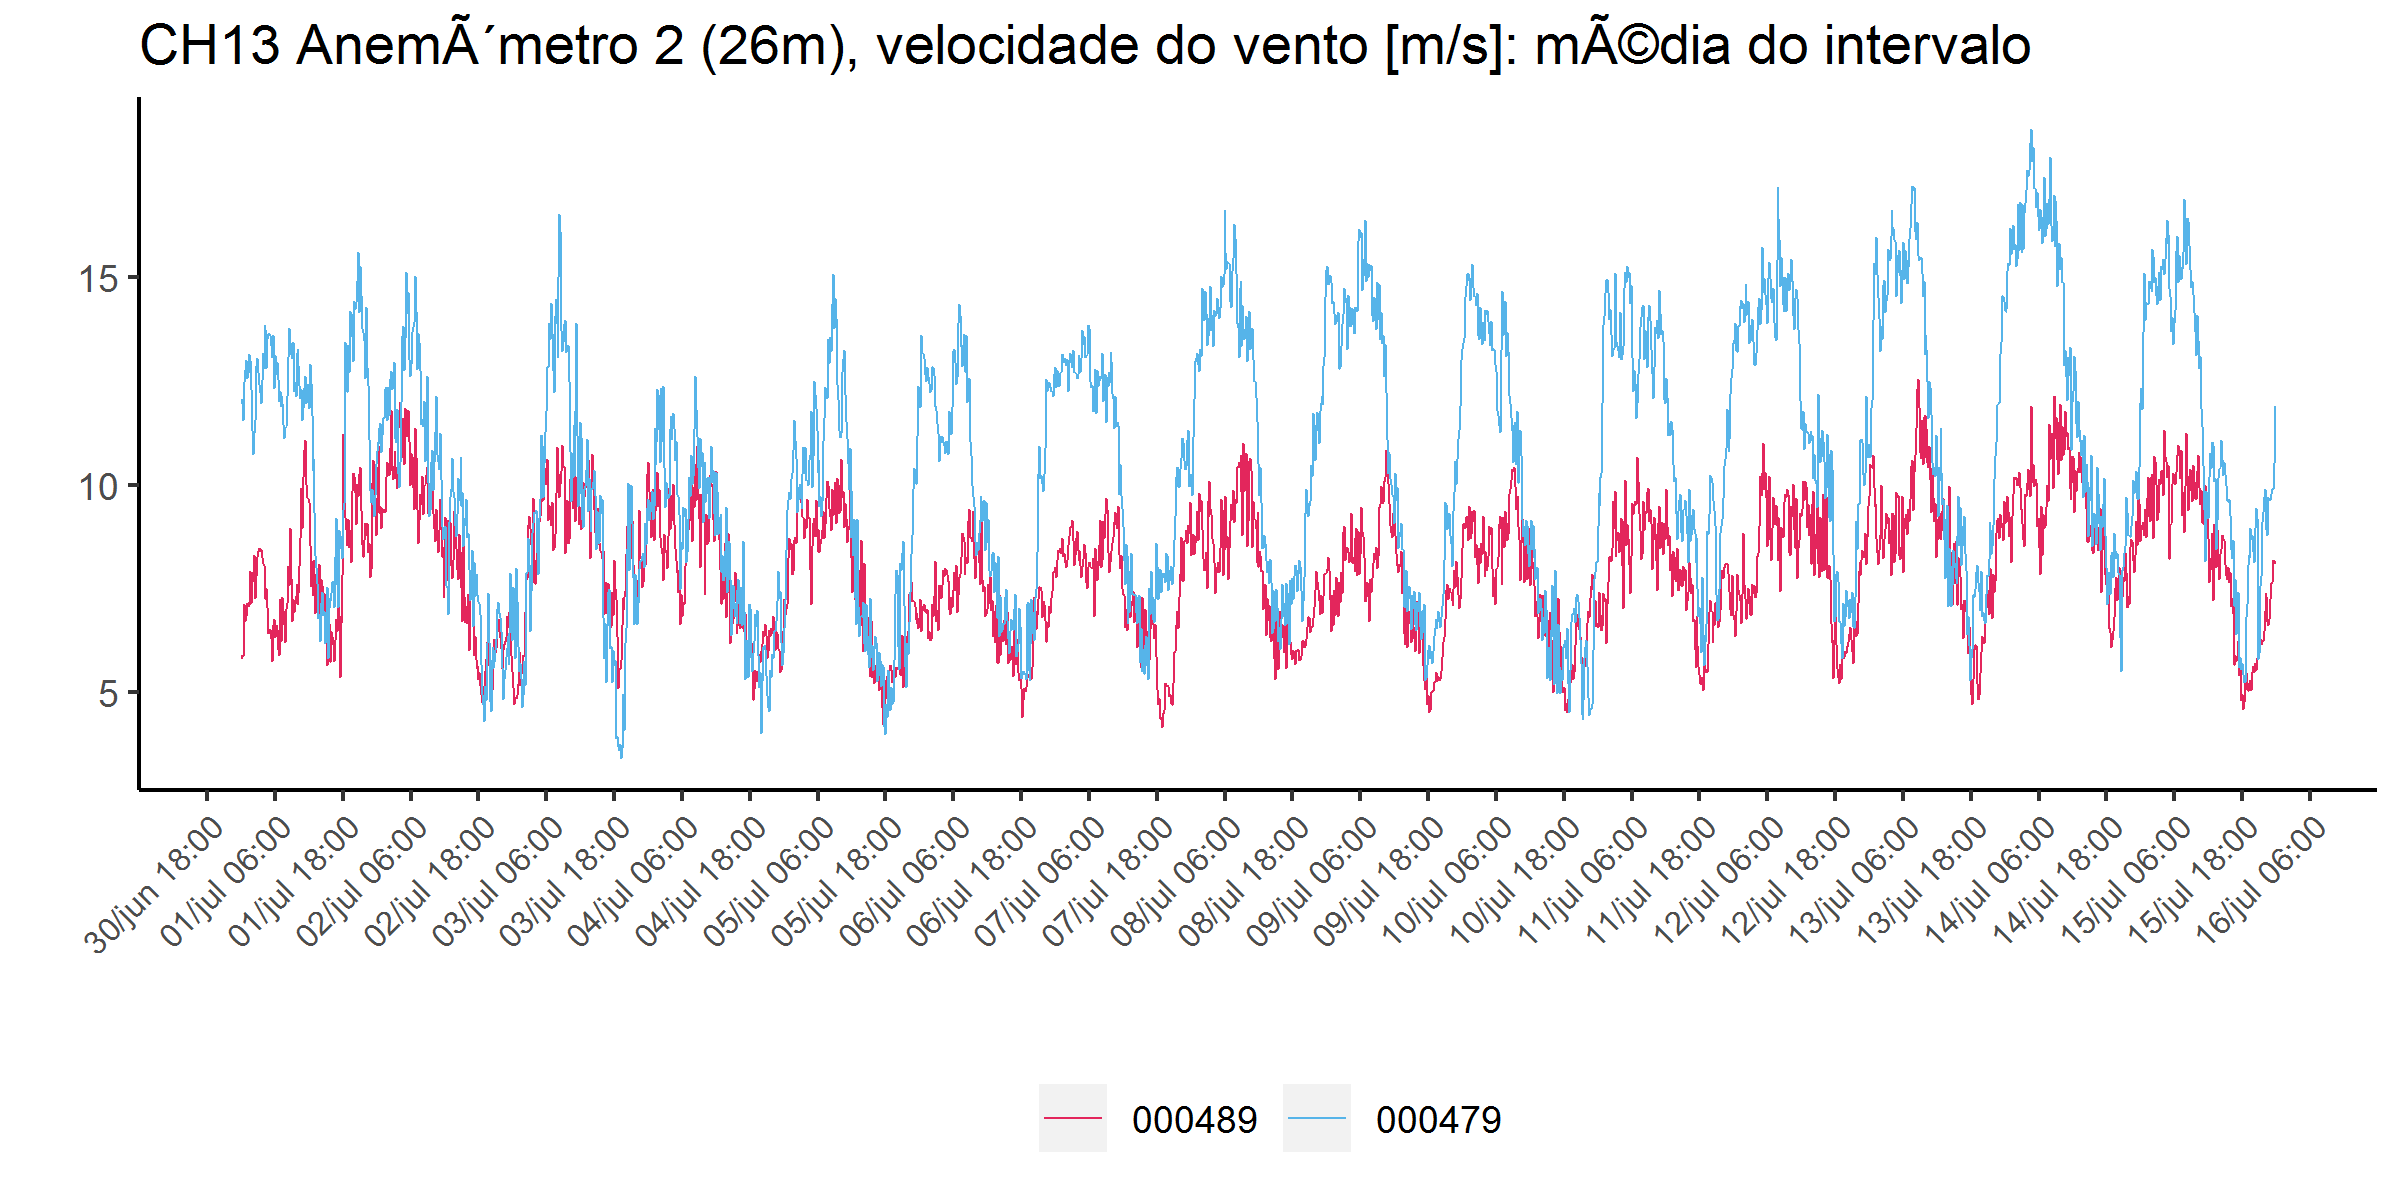 CH13 AnemÃ´metro 2 (26m), velocidade do vento [m/s]: mÃ©dia do intervalo
15
10
5
30/jun 18:00
01/jul 06:00
01/jul 18:00
02/jul 06:00
02/jul 18:00
03/jul 06:00
03/jul 18:00
04/jul 06:00
04/jul 18:00
05/jul 06:00
05/jul 18:00
06/jul 06:00
06/jul 18:00
07/jul 06:00
07/jul 18:00
08/jul 06:00
08/jul 18:00
09/jul 06:00
09/jul 18:00
10/jul 06:00
10/jul 18:00
11/jul 06:00
11/jul 18:00
12/jul 06:00
12/jul 18:00
13/jul 06:00
13/jul 18:00
14/jul 06:00
14/jul 18:00
15/jul 06:00
15/jul 18:00
16/jul 06:00
000489
000479